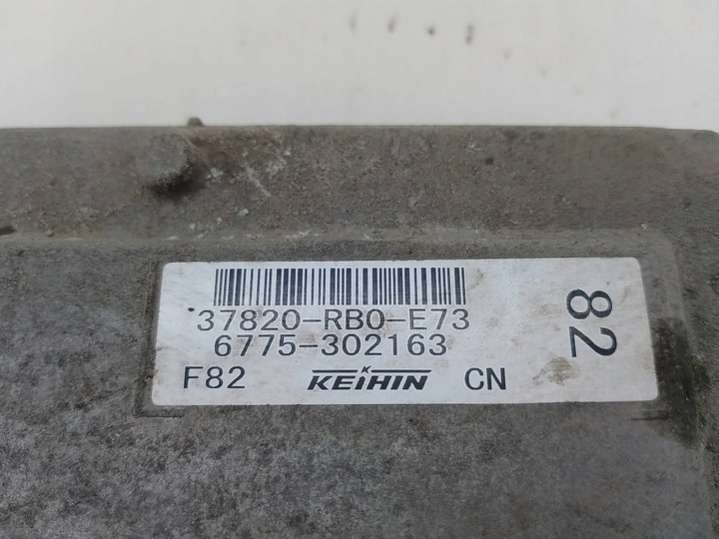 37820-RB0-E73
6775-302163
F82 KEIHIN CN
82